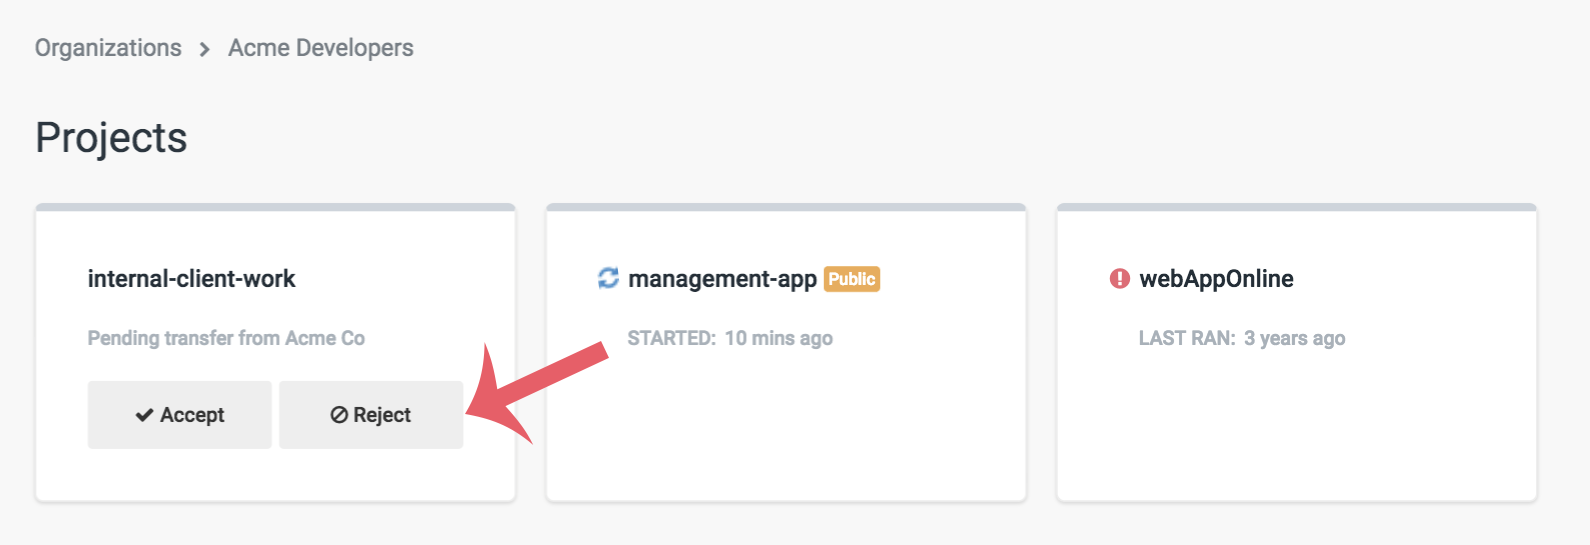 Organizations > Acme Developers
Projects
internal-client-work
Pending transfer from Acme Co
Accept
Reject
management-app Public
STARTED: 10 mins ago
webAppOnline
LAST RAN: 3 years ago